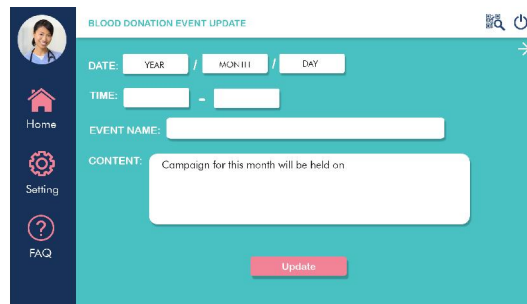 BLOOD DONATION EVENT UPDATE
DATE: YEAR / MONTH / DAY
TIME: -
Home
EVENT NAME:
CONTENT: Campaign for this month will be held on
Setting
FAQ
Update